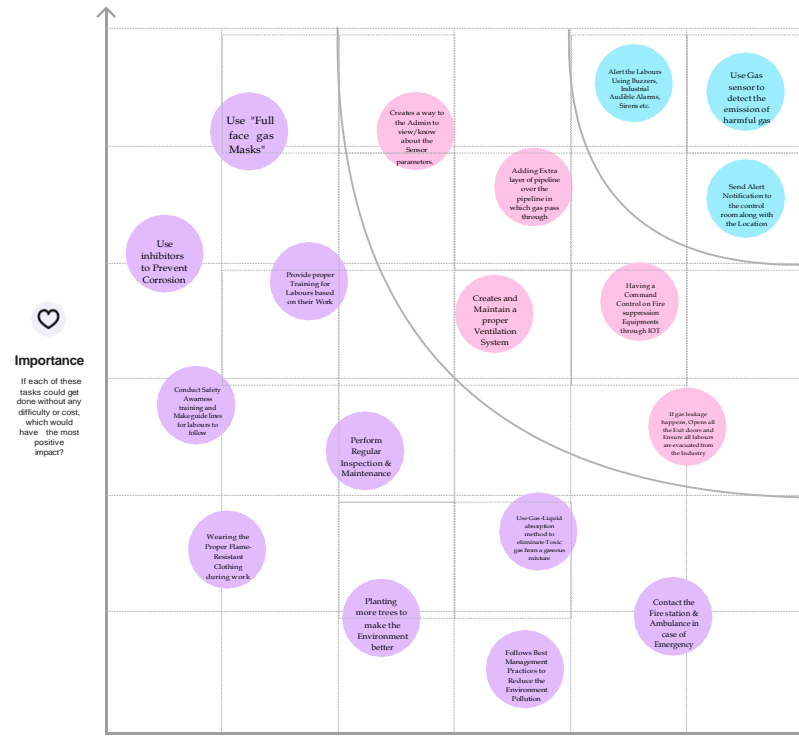 Alert the Labours
Using Buzzers,
Industrial
Audible Alarms,
Sirens etc.
Use Gas
sensor to
detect the
emission of
harmful gas
Use "Full
face gas
Masks"
Creates a way to
the Admin to
view/know
about the
Sensor
parameters.
Adding Extra
layer of pipeline
over the
pipeline in
which gas pass
through
Send Alert
Notification to
the control
room along with
the Location
Use
inhibitors
to Prevent
Corrosion
Provide proper
Training for
Labours based
on their Work
Creates and
Maintain a
proper
Ventilation
System
Having a
Command
Control on Fire
suppression
Equipments
through IOT
Importance
If each of these
tasks could get
done without any
difficulty or cost,
which would
have the most
positive
impact?
Conduct Safety
Awarness
training and
Make guide lines
for labours to
follow
Perform
Regular
Inspection &
Maintenance
If gas leakage
happens, Opens all
the Exit doors and
Ensure all labours
are evacuated from
the Industry
Wearing the
Proper Flame-
Resistant
Clothing
during work
Use Gas-Liquid
absorption
method to
eliminate Toxic
gas from a gaseous
mixture
Planting
more trees to
make the
Environment
better
Contact the
Fire station &
Ambulance in
case of
Emergency
Follows Best
Management
Practices to
Reduce the
Environment
Pollution